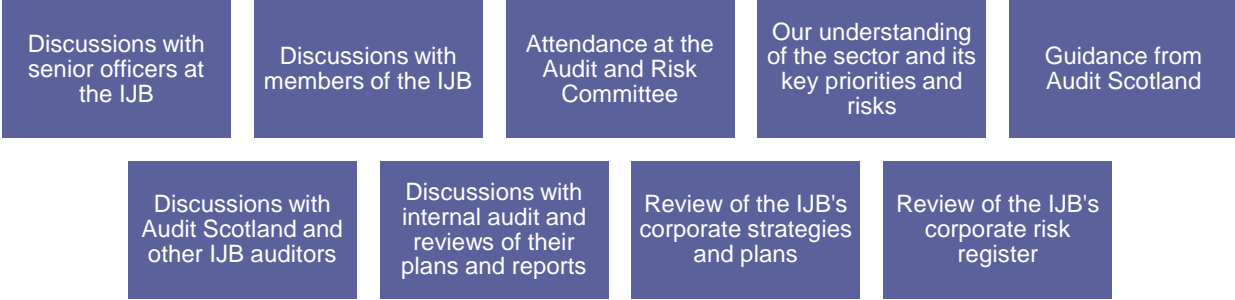 Discussions with
senior officers at
the IJB
Discussions with
members of the IJB
Attendance at the
Audit and Risk
Committee
Our understanding
of the sector and its
key priorities and
risks
Guidance from
Audit Scotland
Discussions with
Audit Scotland and
other IJB auditors
Discussions with
internal audit and
reviews of their
plans and reports
Review of the IJB's
corporate strategies
and plans
Review of the IJB's
corporate risk
register